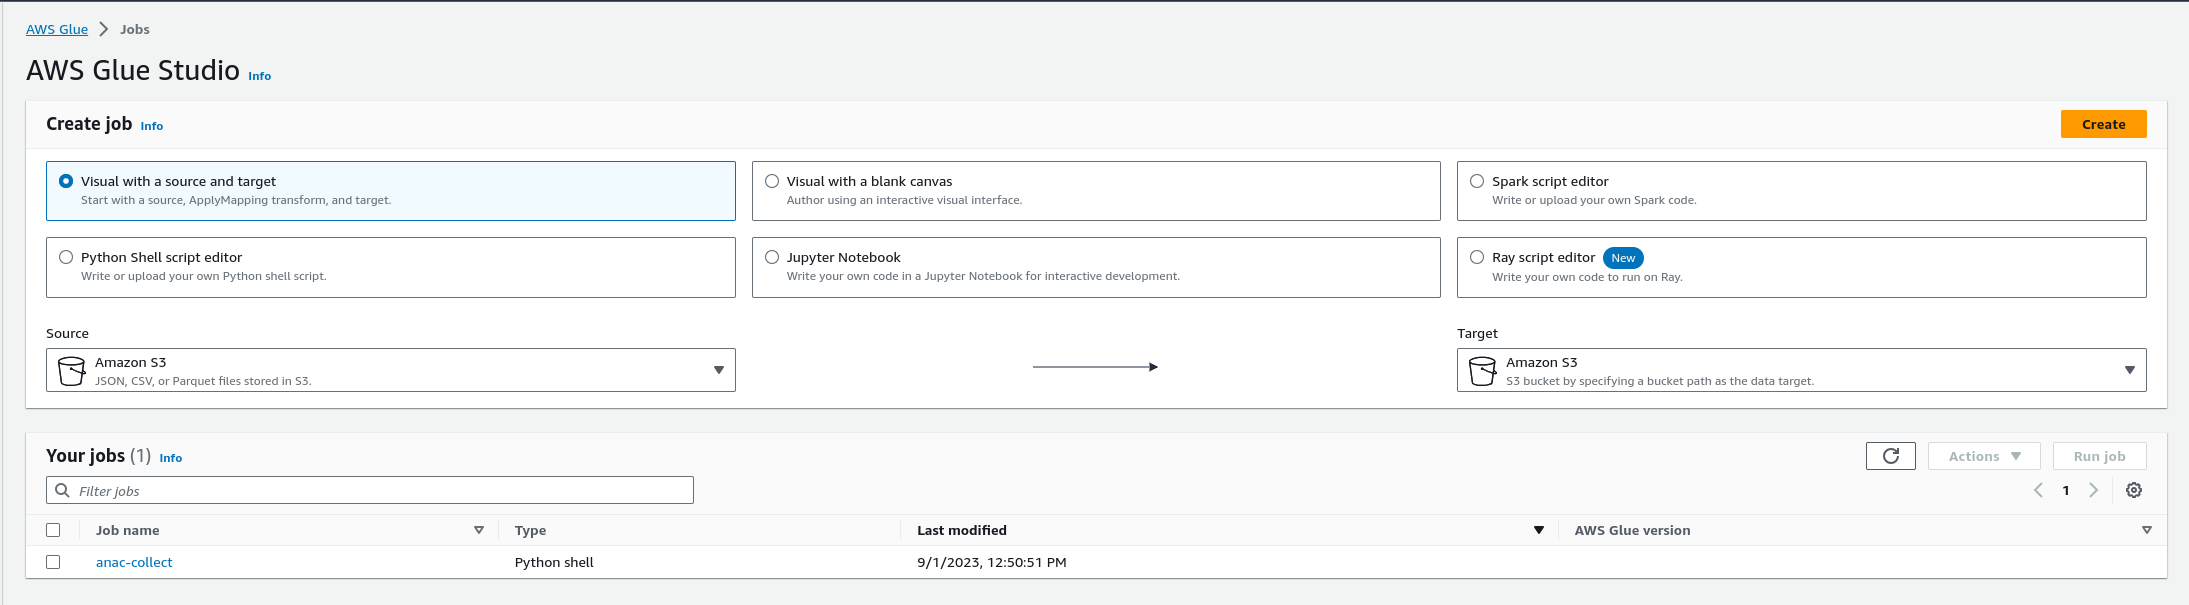 AWS Glue > Jobs
AWS Glue Studio Info
Create job Info
Create
Visual with a source and target
Start with a source, ApplyMapping transform, and target.
Visual with a blank canvas
Author using an interactive visual interface.
Spark script editor
Write or upload your own Spark code.
Python Shell script editor
Write or upload your own Python shell script.
Jupyter Notebook
Write your own code in a Jupyter Notebook for interactive development.
Ray script editor New
Write your own code to run on Ray.
Source
Amazon S3
JSON, CSV, or Parquet files stored in S3.
Target
Amazon S3
S3 bucket by specifying a bucket path as the data target.
Your jobs (1) Info
Actions
Run job
Filter jobs
1
Job name Type Last modified AWS Glue version
anac-collect Python shell 9/1/2023, 12:50:51 PM